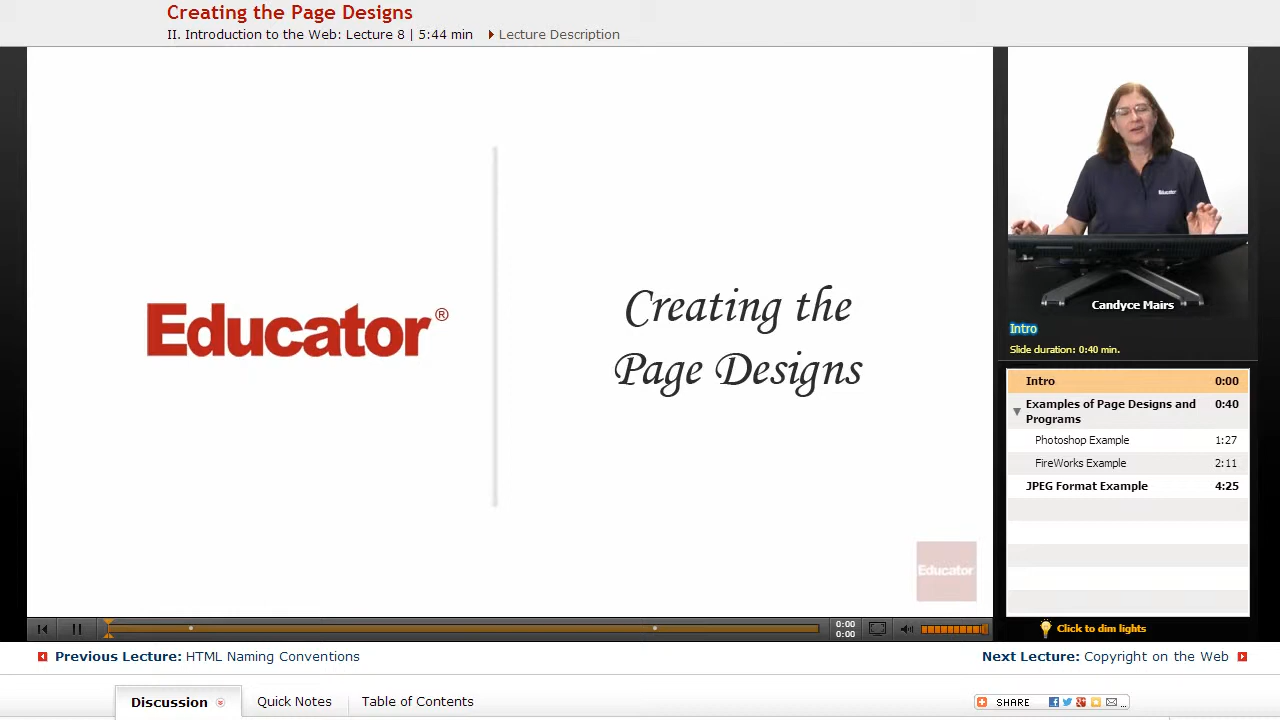 Creating the Page Designs
II. Introduction to the Web: Lecture 8 | 5:44 min
Lecture Description
Educator®
Creating the
Page Designs
Educator
Educator
Candyce Mairs
Intro
Slide duration: 0:40 min.
Intro 0:00
Examples of Page Designs and Programs 0:40
Photoshop Example 1:27
FireWorks Example 2:11
JPEG Format Example 4:25
0:00
0:00
Click to dim lights
Previous Lecture: HTML Naming Conventions
Next Lecture: Copyright on the Web
Discussion
Quick Notes
Table of Contents
SHARE